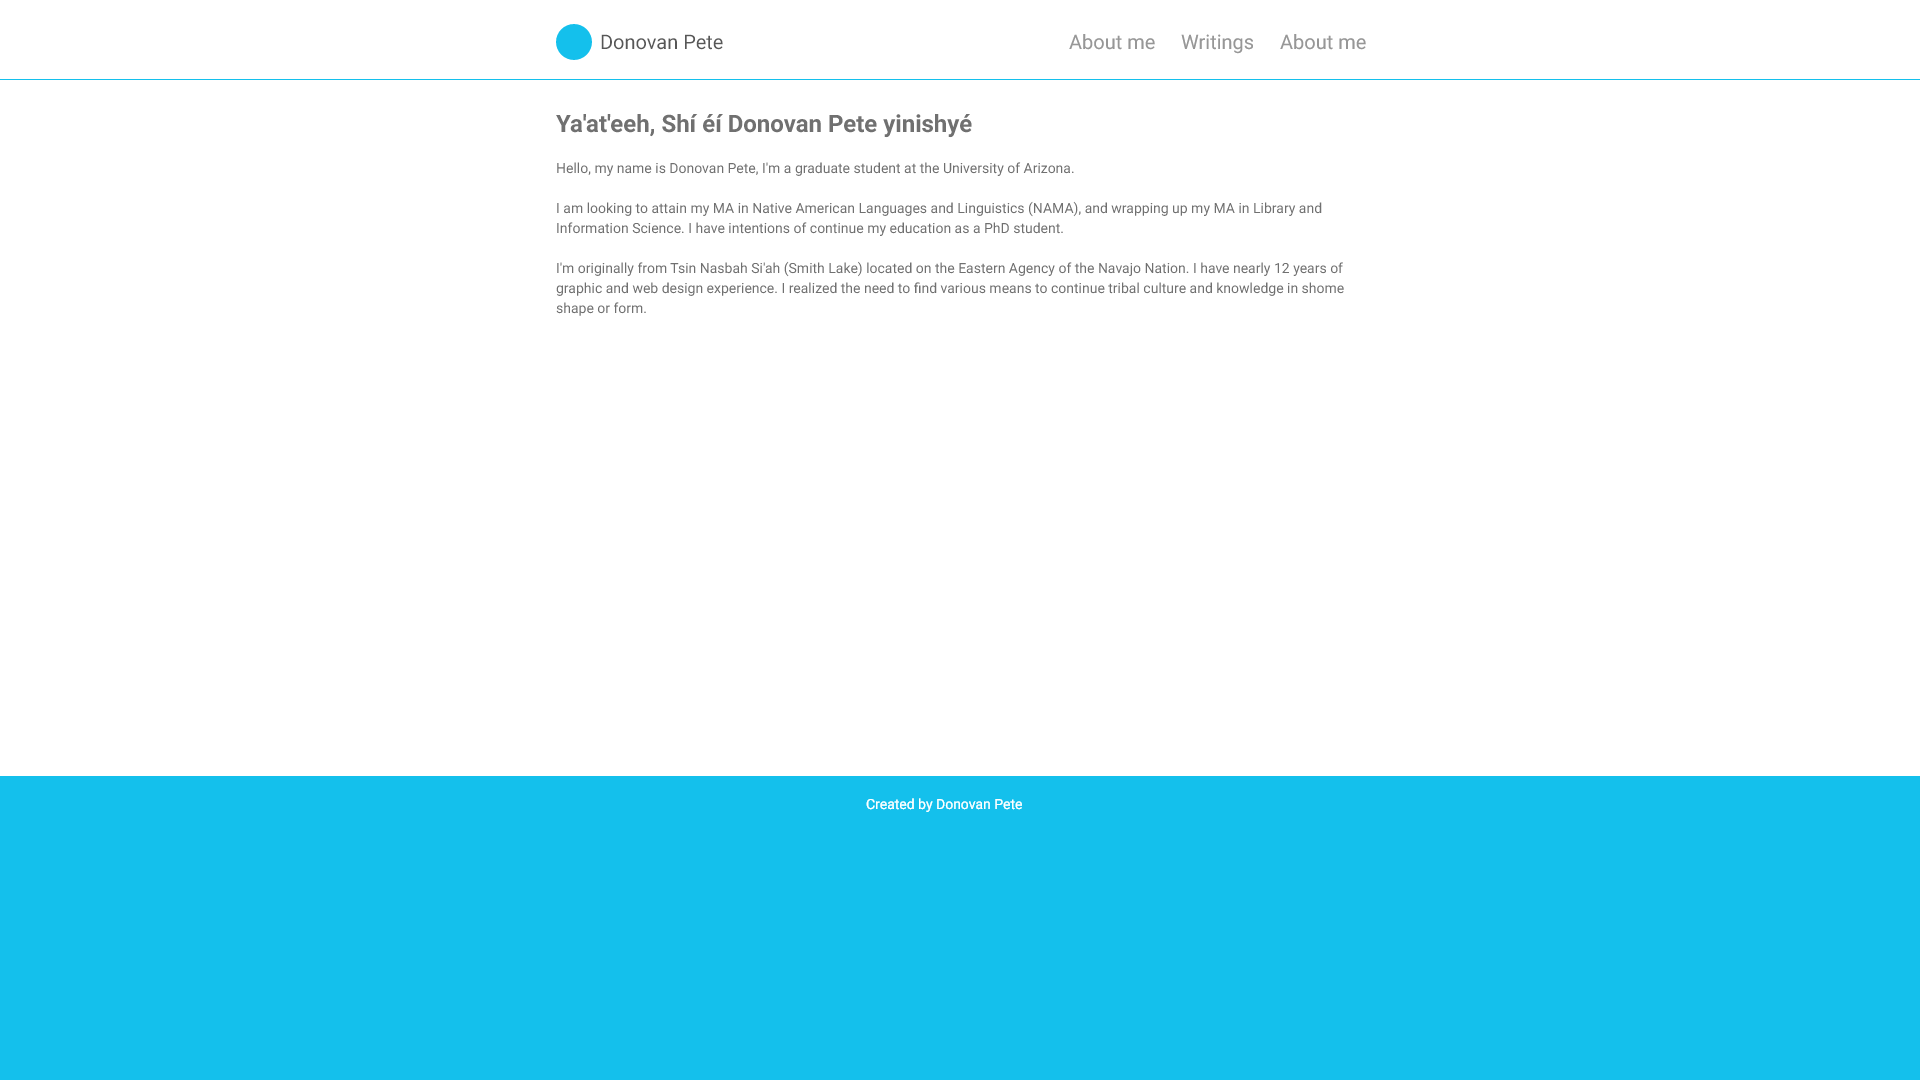 Donovan Pete
About me
Writings
About me
Ya'at'eeh, Shí éí Donovan Pete yinishyé
Hello, my name is Donovan Pete, I'm a graduate student at the University of Arizona.
I am looking to attain my MA in Native American Languages and Linguistics (NAMA), and wrapping up my MA in Library and
Information Science. I have intentions of continue my education as a PhD student.
I'm originally from Tsin Nasbah Si'ah (Smith Lake) located on the Eastern Agency of the Navajo Nation. I have nearly 12 years of
graphic and web design experience. I realized the need to find various means to continue tribal culture and knowledge in shome
shape or form.
Created by Donovan Pete